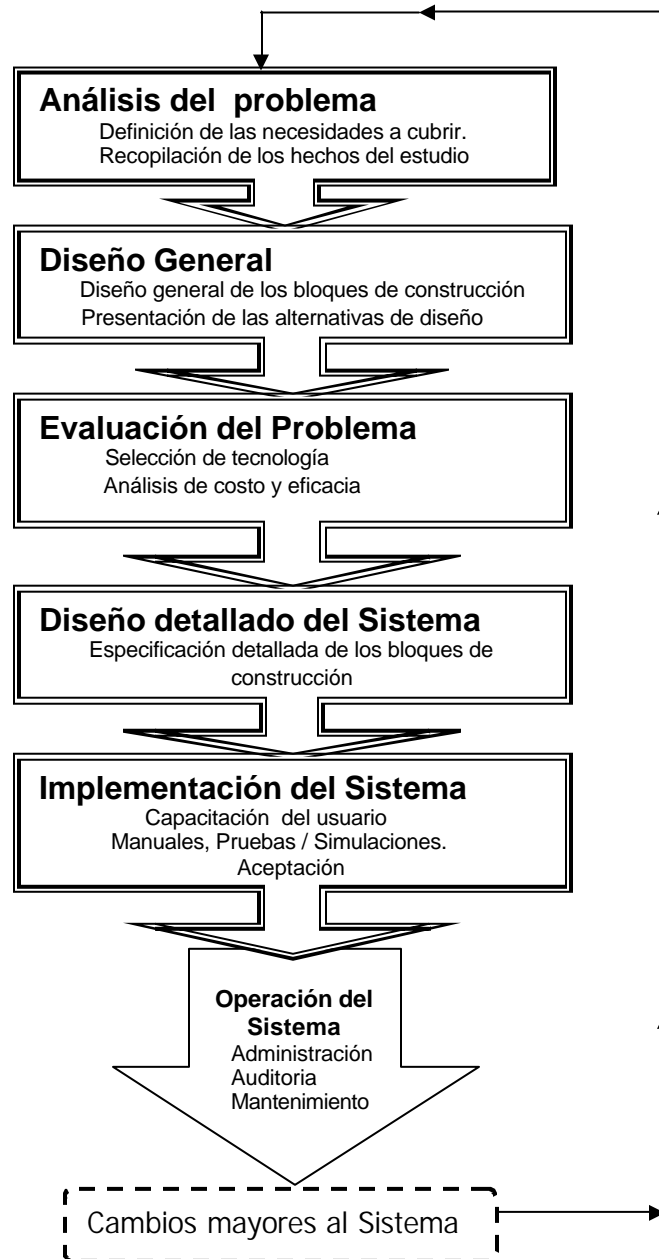 Análisis del problema
Definición de las necesidades a cubrir.
Recopilación de los hechos del estudio
Diseño General
Diseño general de los bloques de construcción
Presentación de las alternativas de diseño
Evaluación del Problema
Selección de tecnología
Análisis de costo y eficacia
Diseño detallado del Sistema
Especificación detallada de los bloques de
construcción
Implementación del Sistema
Capacitación del usuario
Manuales, Pruebas / Simulaciones.
Aceptación
Operación del
Sistema
Administración
Auditoria
Mantenimiento
Cambios mayores al Sistema